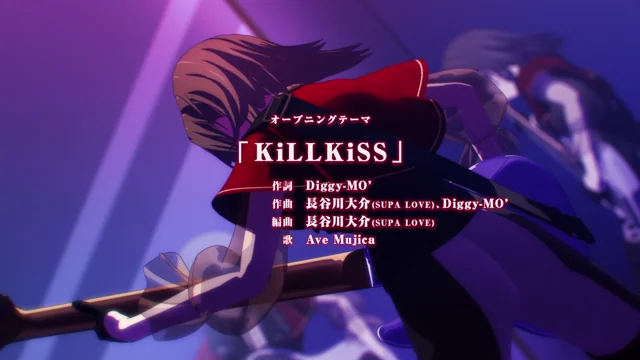 オープニングテーマ
「KiLLKiSS」
作詞 Diggy-MO'
作曲 長谷川大介(SUPA LOVE)、Diggy-MO'
編曲 長谷川大介(SUPA LOVE)
歌 Ave Mujica